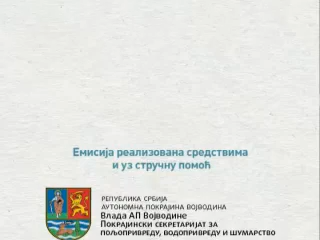 Емисија реализована средствима
и уз стручну помоћ
РЕПУБЛИКА СРБИЈА
АУТОНОМНА ПОКРАЈИНА ВОЈВОДИНА
Влада АП Војводине
ПОКРАЈИНСКИ СЕКРЕТАРИЈАТ ЗА
ПОЉОПРИВРЕДУ, ВОДОПРИВРЕДУ И ШУМАРСТВО